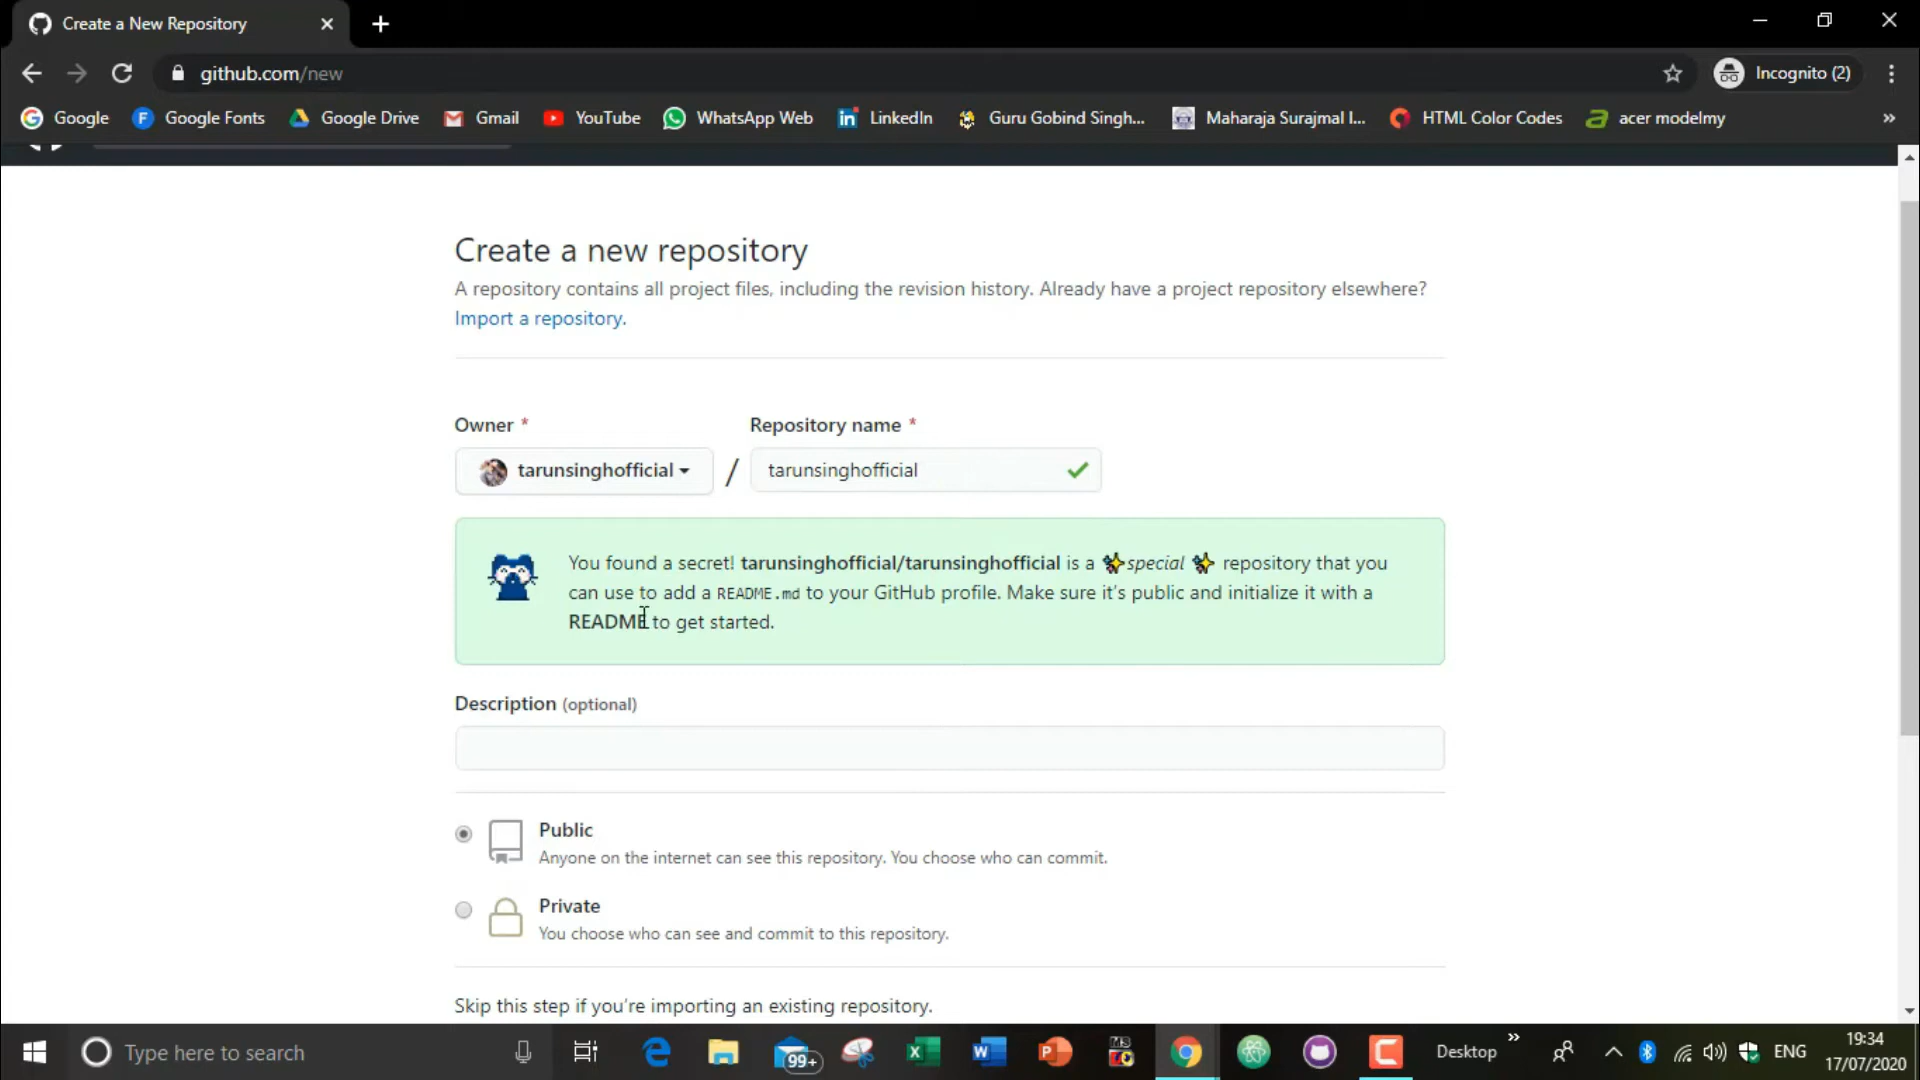 Create a New Repository
github.com/new
Incognito (2)
Google
Google Fonts
Google Drive
Gmail
YouTube
WhatsApp Web
LinkedIn
Guru Gobind Singh...
Maharaja Surajmal I...
HTML Color Codes
acer modelmy
»
Create a new repository
A repository contains all project files, including the revision history. Already have a project repository elsewhere?
Import a repository.
Owner *
Repository name *
tarunsinghofficial
/
tarunsinghofficial
You found a secret! tarunsinghofficial/tarunsinghofficial is a ✨special ✨ repository that you
can use to add a README.md to your GitHub profile. Make sure it's public and initialize it with a
README to get started.
Description (optional)
Public
Anyone on the internet can see this repository. You choose who can commit.
Private
You choose who can see and commit to this repository.
Skip this step if you're importing an existing repository.
Type here to search
99+
Desktop
»
ENG
19:34
17/07/2020